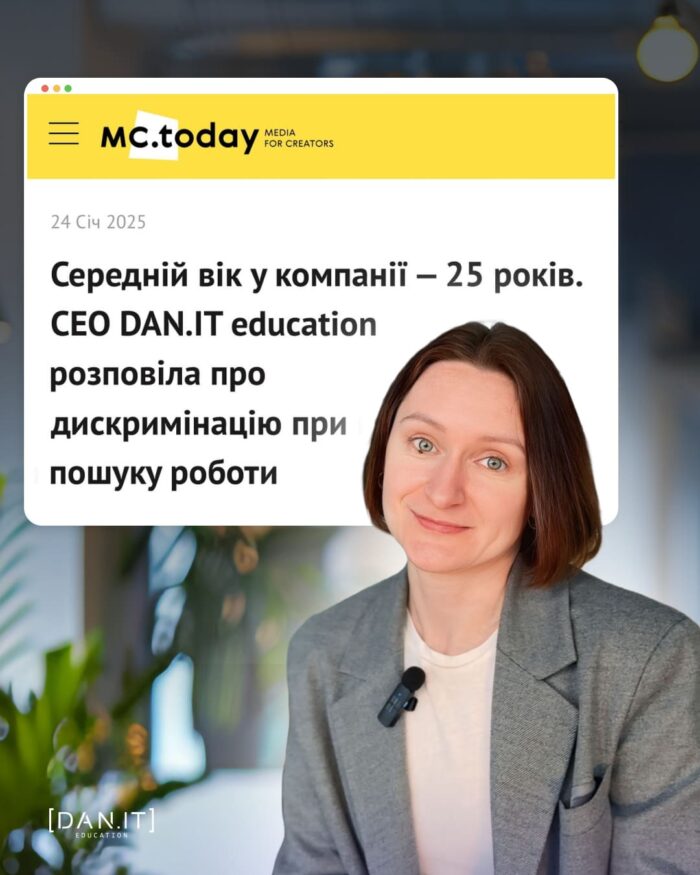 MC.today
MEDIA
FOR CREATORS
24 Січ 2025
Середній вік у компанії — 25 років.
CEO DAN.IT education
розповіла про
дискримінацію при
пошуку роботи
[DAN.IT]
EDUCATION